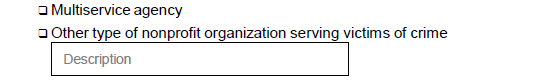 ❑ Multiservice agency
❑ Other type of nonprofit organization serving victims of crime
Description